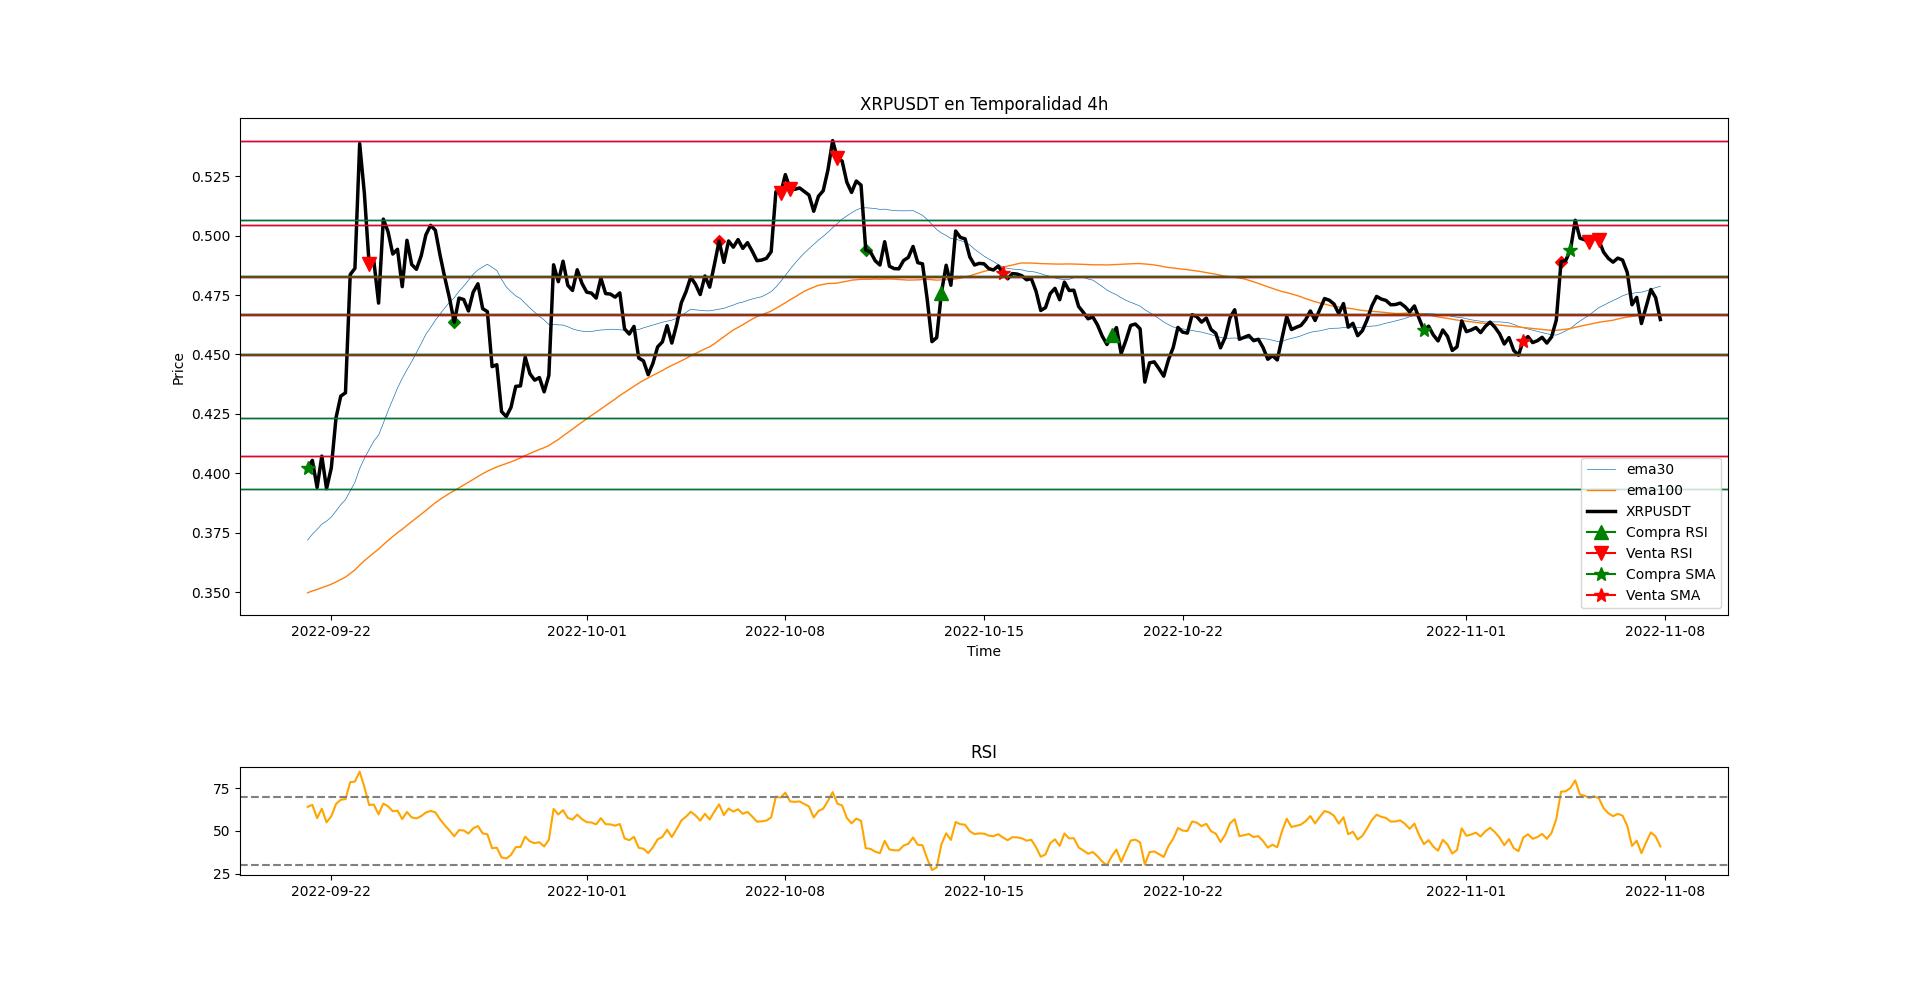 XRPUSDT en Temporalidad 4h
Price
0.525
0.500
0.475
0.450
0.425
0.400
0.375
0.350
ema30
ema100
XRPUSDT
Compra RSI
Venta RSI
Compra SMA
Venta SMA
2022-09-22 2022-10-01 2022-10-08 2022-10-15 2022-10-22 2022-11-01 2022-11-08
Time
RSI
75
50
25
2022-09-22 2022-10-01 2022-10-08 2022-10-15 2022-10-22 2022-11-01 2022-11-08